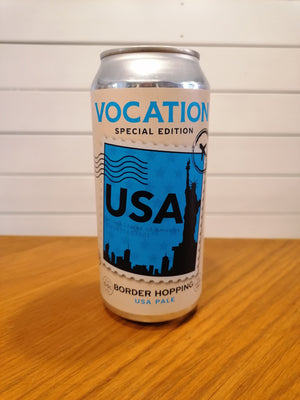 VOCATION
SPECIAL EDITION
USA
BORDER HOPPING
USA PALE